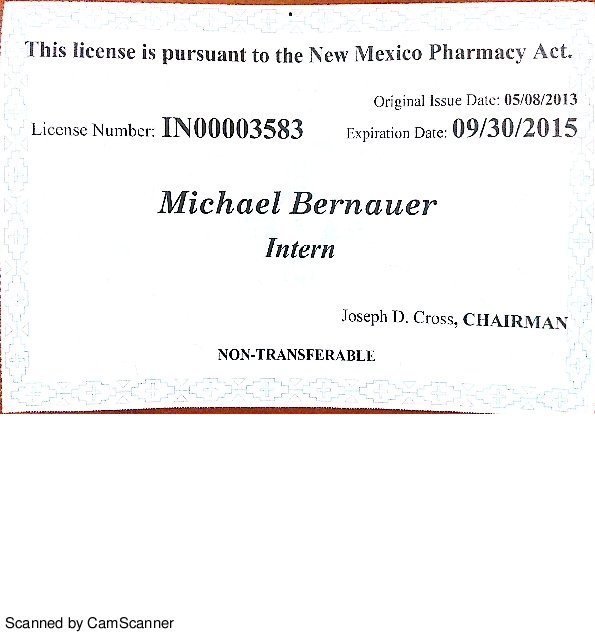 This license is pursuant to the New Mexico Pharmacy Act.
Original Issue Date: 05/08/2013
License Number: IN00003583
Expiration Date: 09/30/2015
Michael Bernauer
Intern
Joseph D. Cross, CHAIRMAN
NON-TRANSFERABLE
Scanned by CamScanner